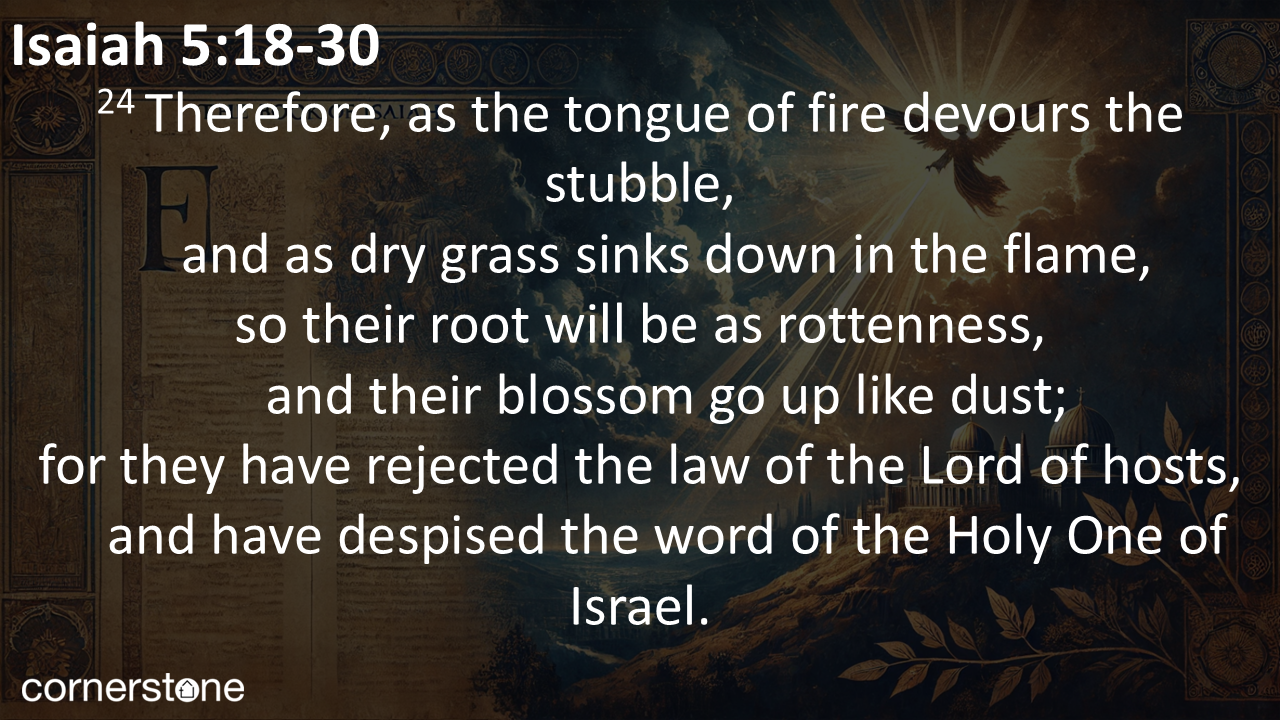 Isaiah 5:18-30
24 Therefore, as the tongue of fire devours the
stubble,
and as dry grass sinks down in the flame,
so their root will be as rottenness,
and their blossom go up like dust;
for they have rejected the law of the Lord of hosts,
and have despised the word of the Holy One of
Israel.
cornerstone